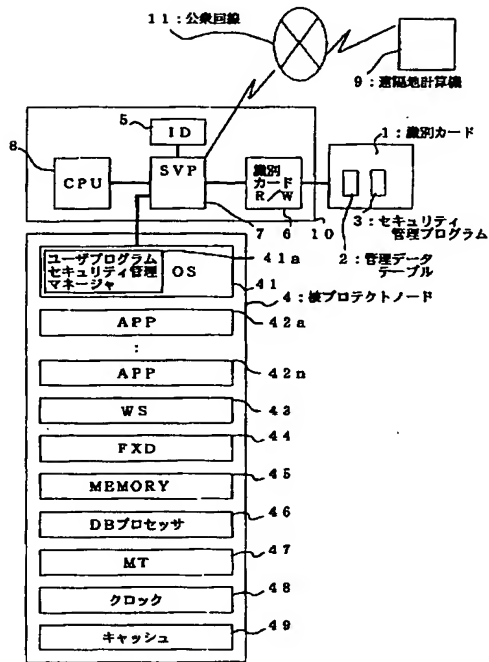 11:公衆回線
9:遠隔地計算機
5
ID
1:識別カード
8
CPU
SVP
識別
カード
R/W
7
6
10
3:セキュリティ
管理プログラム
2:管理データ
テーブル
ユーザプログラム
セキュリティ管理
マネージャ
OS
41a
41
4:被プロテクトノード
APP
42a
:
APP
42n
WS
43
FXD
44
MEMORY
45
DBプロセッサ
46
MT
47
クロック
48
キャッシュ
49